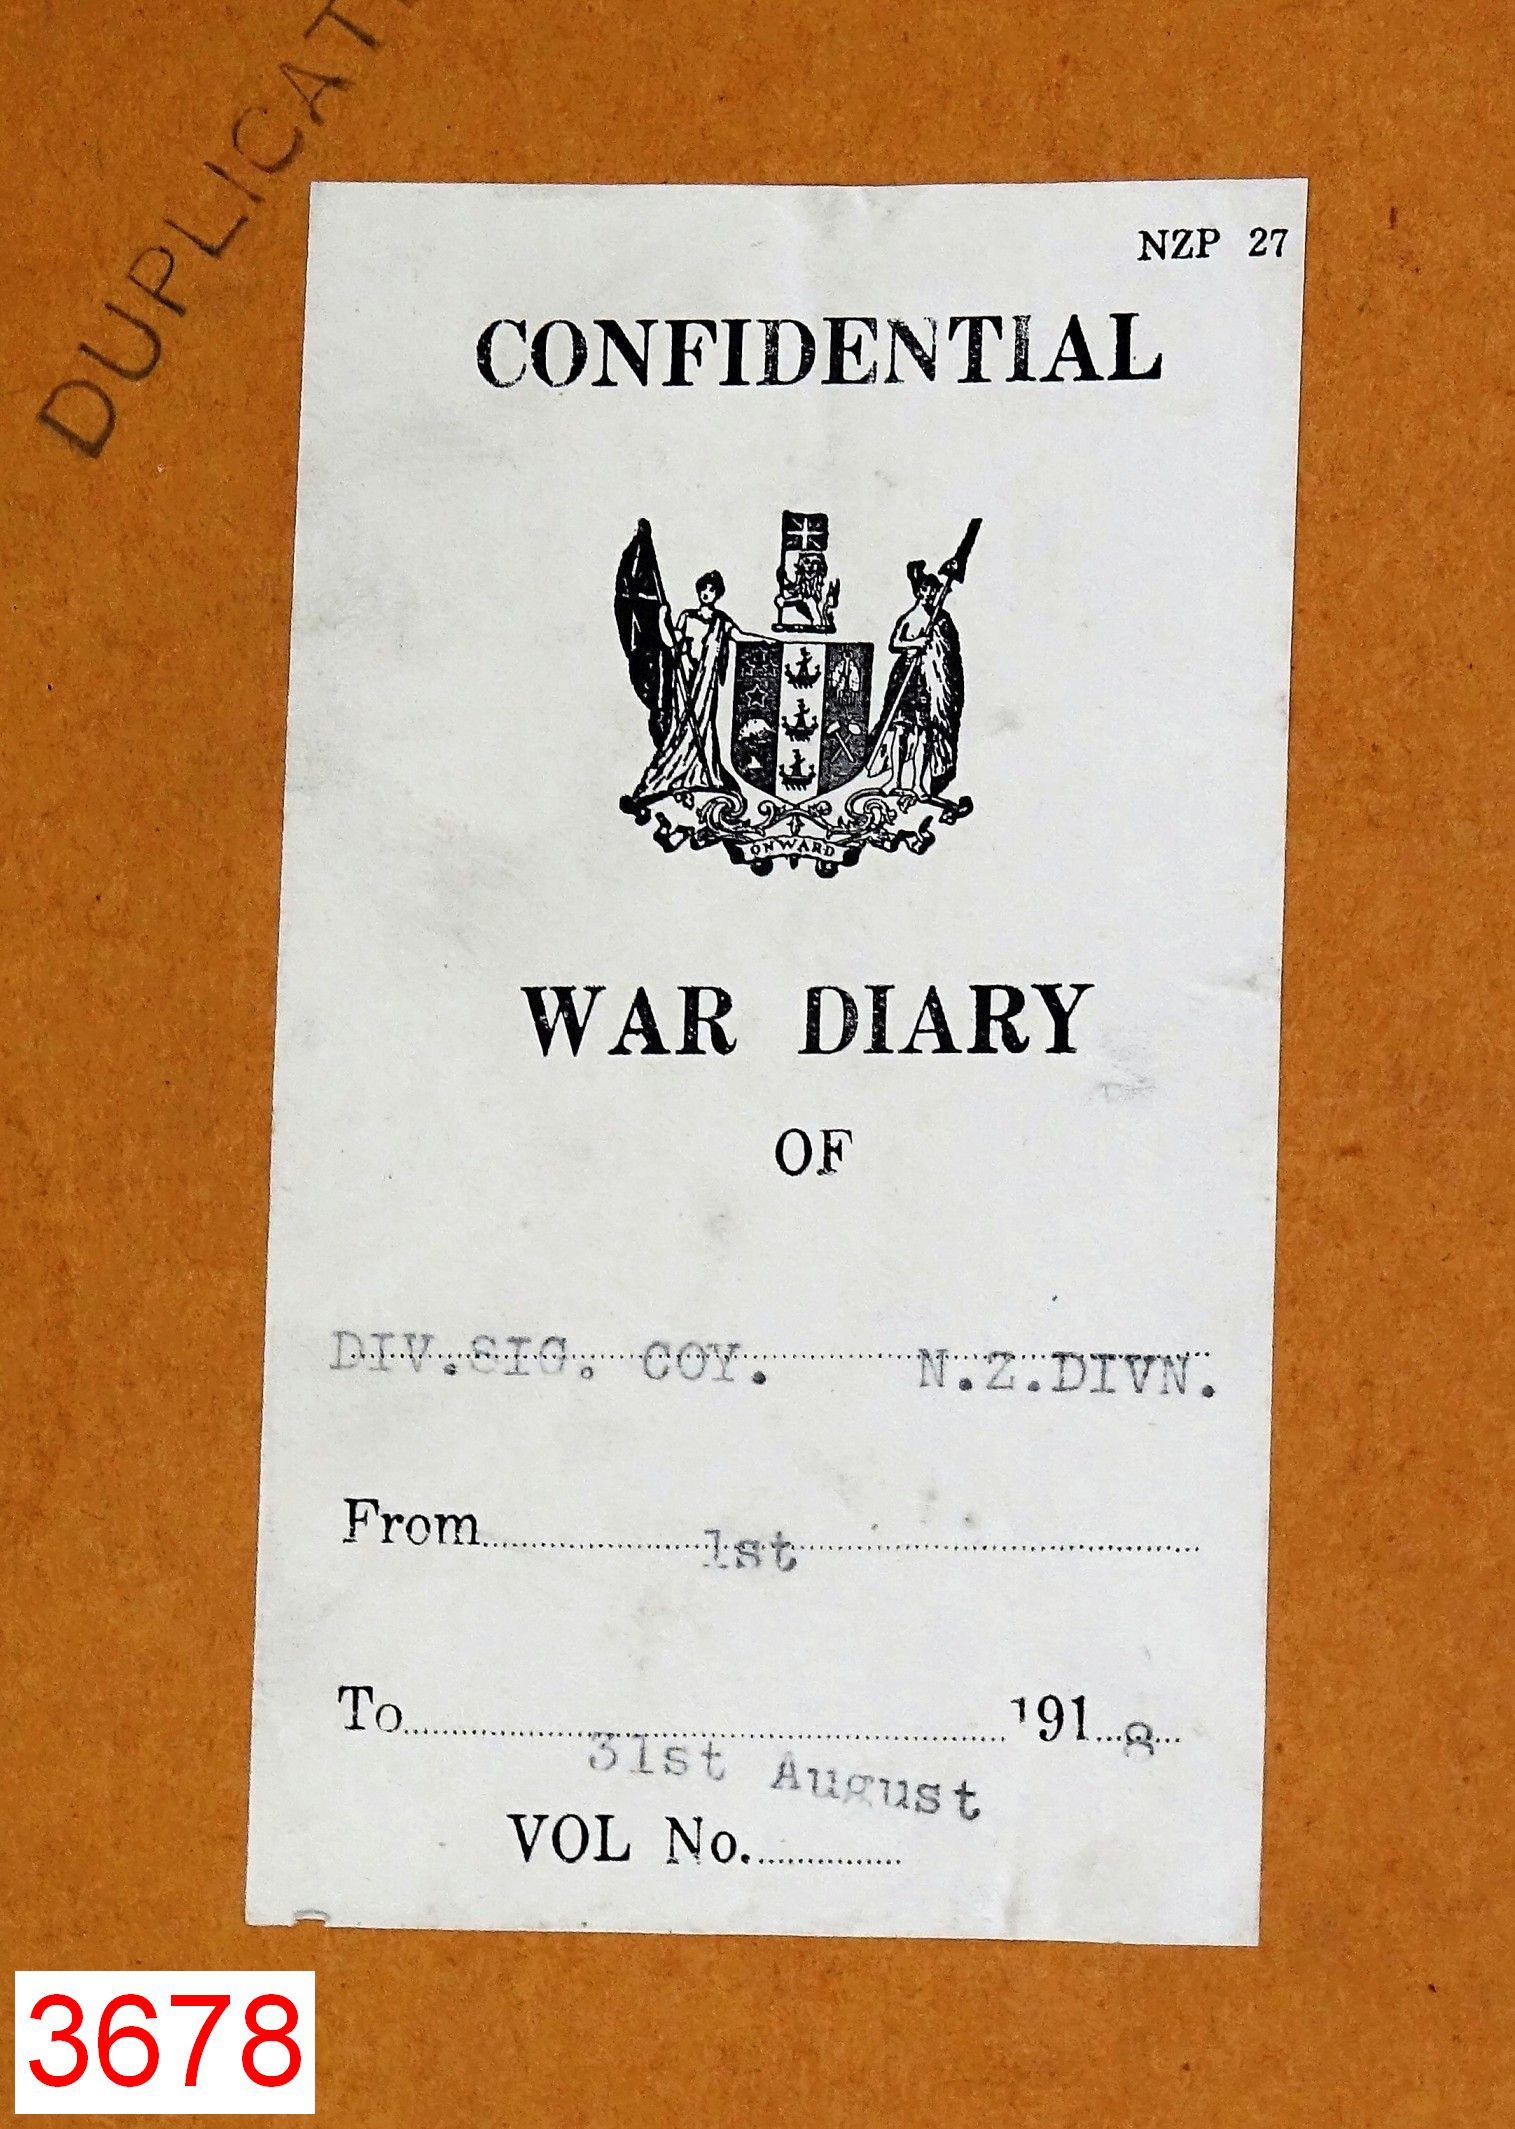 DUPLICAT
NZP 27
CONFIDENTIAL
ONWARD
WAR DIARY
OF
DIV.SIG. COY. N.Z.DIVN.
From 1st
To 31st August 1918
VOL No.
3678